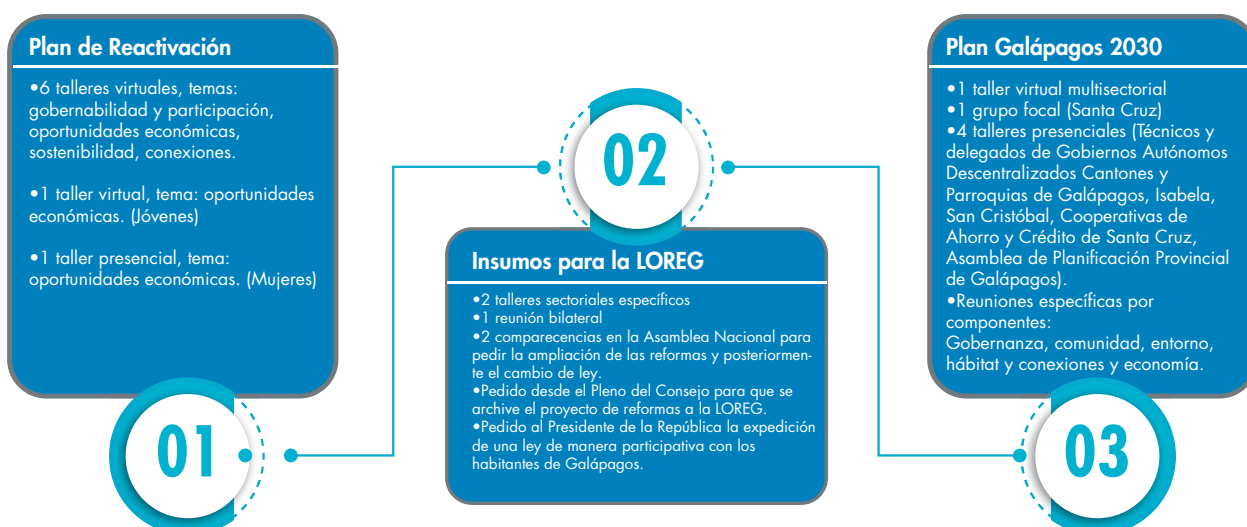 Plan de Reactivación
•6 talleres virtuales, temas:
gobernabilidad y participación,
oportunidades económicas,
sostenibilidad, conexiones.
•1 taller virtual, tema: oportunidades
económicas. (Jóvenes)
•1 taller presencial, tema:
oportunidades económicas. (Mujeres)
01
02
Insumos para la LOREG
•2 talleres sectoriales específicos
•1 reunión bilateral
•2 comparecencias en la Asamblea Nacional para
pedir la ampliación de las reformas y posteriormen-
te el cambio de ley.
•Pedido desde el Pleno del Consejo para que se
archive el proyecto de reformas a la LOREG.
•Pedido al Presidente de la República la expedición
de una ley de manera participativa con los
habitantes de Galápagos.
Plan Galápagos 2030
•1 taller virtual multisectorial
•1 grupo focal (Santa Cruz)
•4 talleres presenciales (Técnicos y
delegados de Gobiernos Autónomos
Descentralizados Cantones y
Parroquias de Galápagos, Isabela,
San Cristóbal, Cooperativas de
Ahorro y Crédito de Santa Cruz,
Asamblea de Planificación Provincial
de Galápagos).
•Reuniones específicas por
componentes:
Gobernanza, comunidad, entorno,
hábitat y conexiones y economía.
03